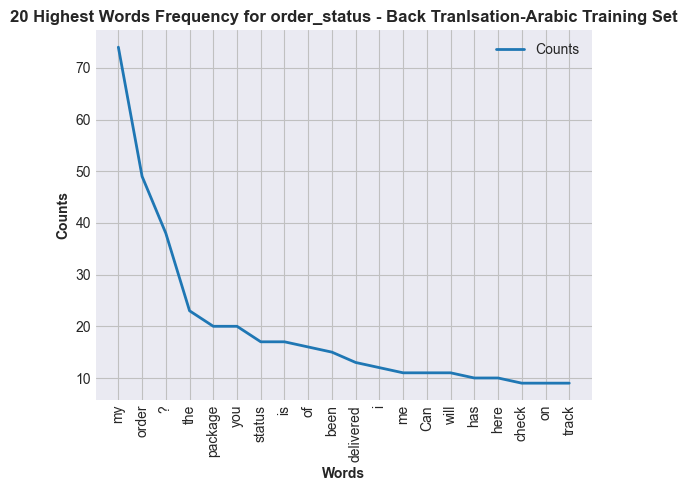 20 Highest Words Frequency for order_status - Back Tranlsation-Arabic Training Set
Counts
70
60
50
40
30
20
10
Counts
my
order
?
the
package
you
status
is
of
been
delivered
i
me
Can
will
has
here
check
on
track
Words